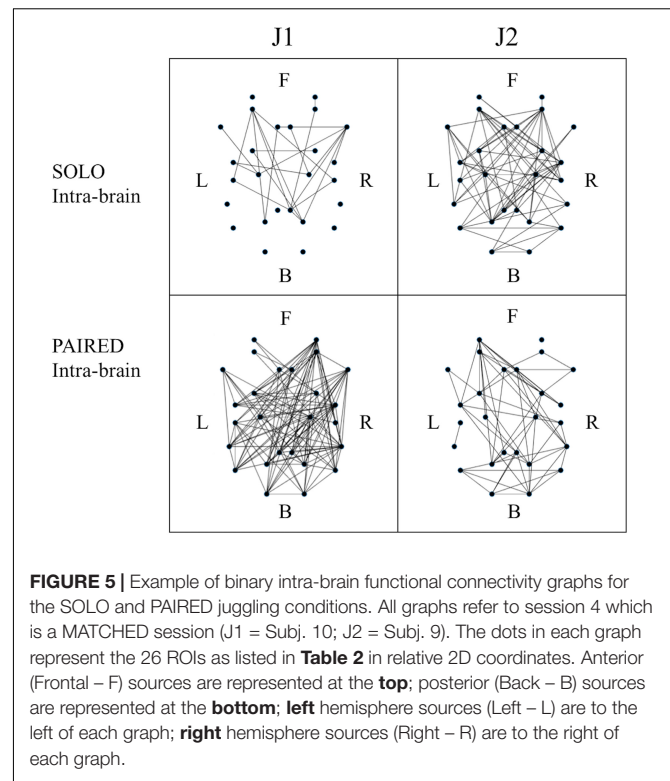 J1 J2
F F
SOLO
Intra-brain
L R L R
B B
F F
PAIRED
Intra-brain
L R L R
B B
FIGURE 5 | Example of binary intra-brain functional connectivity graphs for
the SOLO and PAIRED juggling conditions. All graphs refer to session 4 which
is a MATCHED session (J1 = Subj. 10; J2 = Subj. 9). The dots in each graph
represent the 26 ROIs as listed in Table 2 in relative 2D coordinates. Anterior
(Frontal – F) sources are represented at the top; posterior (Back – B) sources
are represented at the bottom; left hemisphere sources (Left – L) are to the
left of each graph; right hemisphere sources (Right – R) are to the right of
each graph.